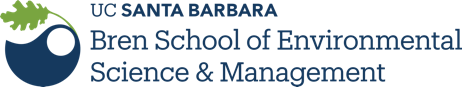 UC SANTA BARBARA
Bren School of Environmental
Science & Management